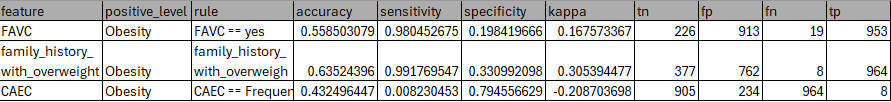 feature positive_level rule accuracy sensitivity specificity kappa tn fp fn tp
FAVC Obesity FAVC == yes 0.558503079 0.980452675 0.198419666 0.167573367 226 913 19 953
family_history_ family_history_
with_overweight Obesity with_overweigh 0.63524396 0.991769547 0.330992098 0.305394477 377 762 8 964
CAEC Obesity CAEC == Frequen 0.432496447 0.008230453 0.794556629 -0.208703698 905 234 964 8